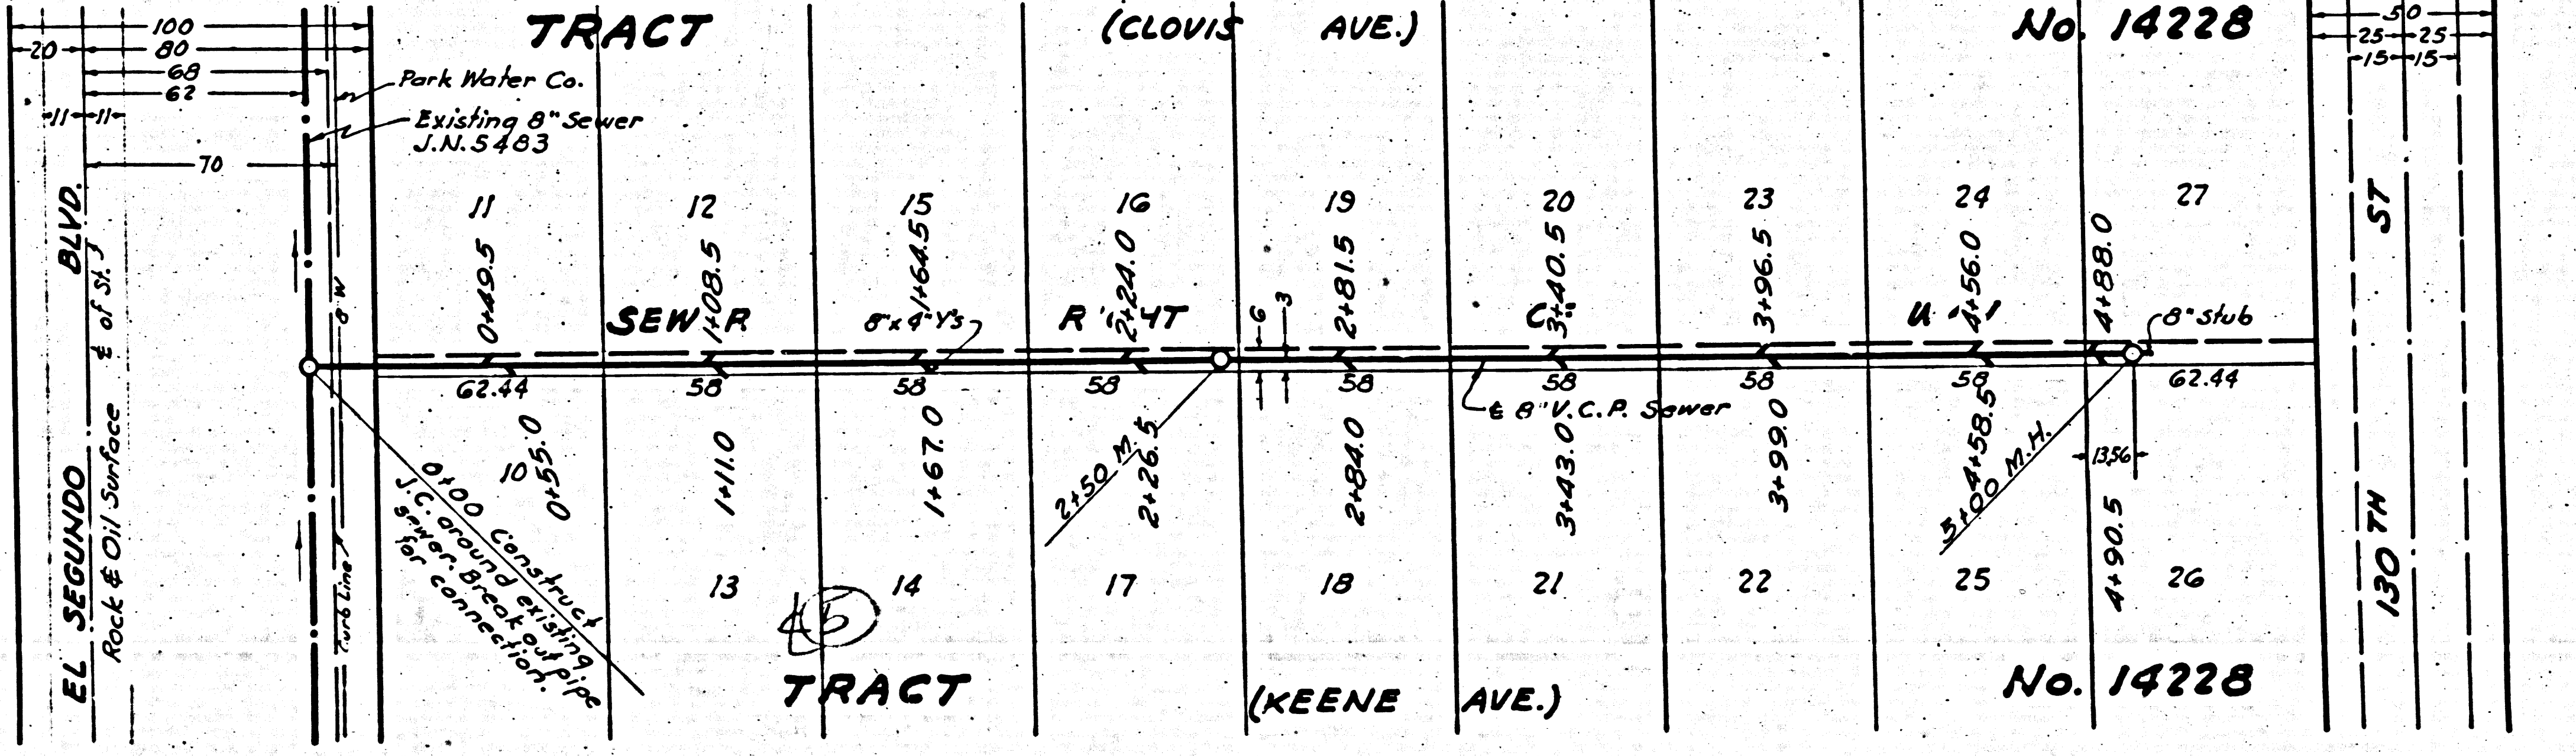 TRACT (CLOVIS AVE.) No. 14228
100
20 80
68
62
11 11
70
50
25 25
15 15
Park Water Co.
Existing 8" Sewer
J.N. 5483
EL SEGUNDO BLVD.
Rock & Oil Surface ℄ of St.
8" W
Curb Line
11 12 15 16 19 20 23 24 27
0+49.5 1+08.5 1+64.5 2+24.0 2+81.5 3+40.5 3+96.5 4+56.0 4+88.0
8"x4" Y's
6 3
8" Stub
62.44 58 58 58 58 58 58 58 62.44
℄ 8" V.C.P. Sewer
0+55.0 1+11.0 1+67.0 2+26.5 2+84.0 3+43.0 3+99.0 4+58.5 4+90.5
13.56
10 13 14 17 18 21 22 25 26
0+00 Construct
J.C. around existing
sewer. Break out pipe
for connection.
2+50 M.
5+00 M.H.
130 TH ST
TRACT (KEENE AVE.) No. 14228